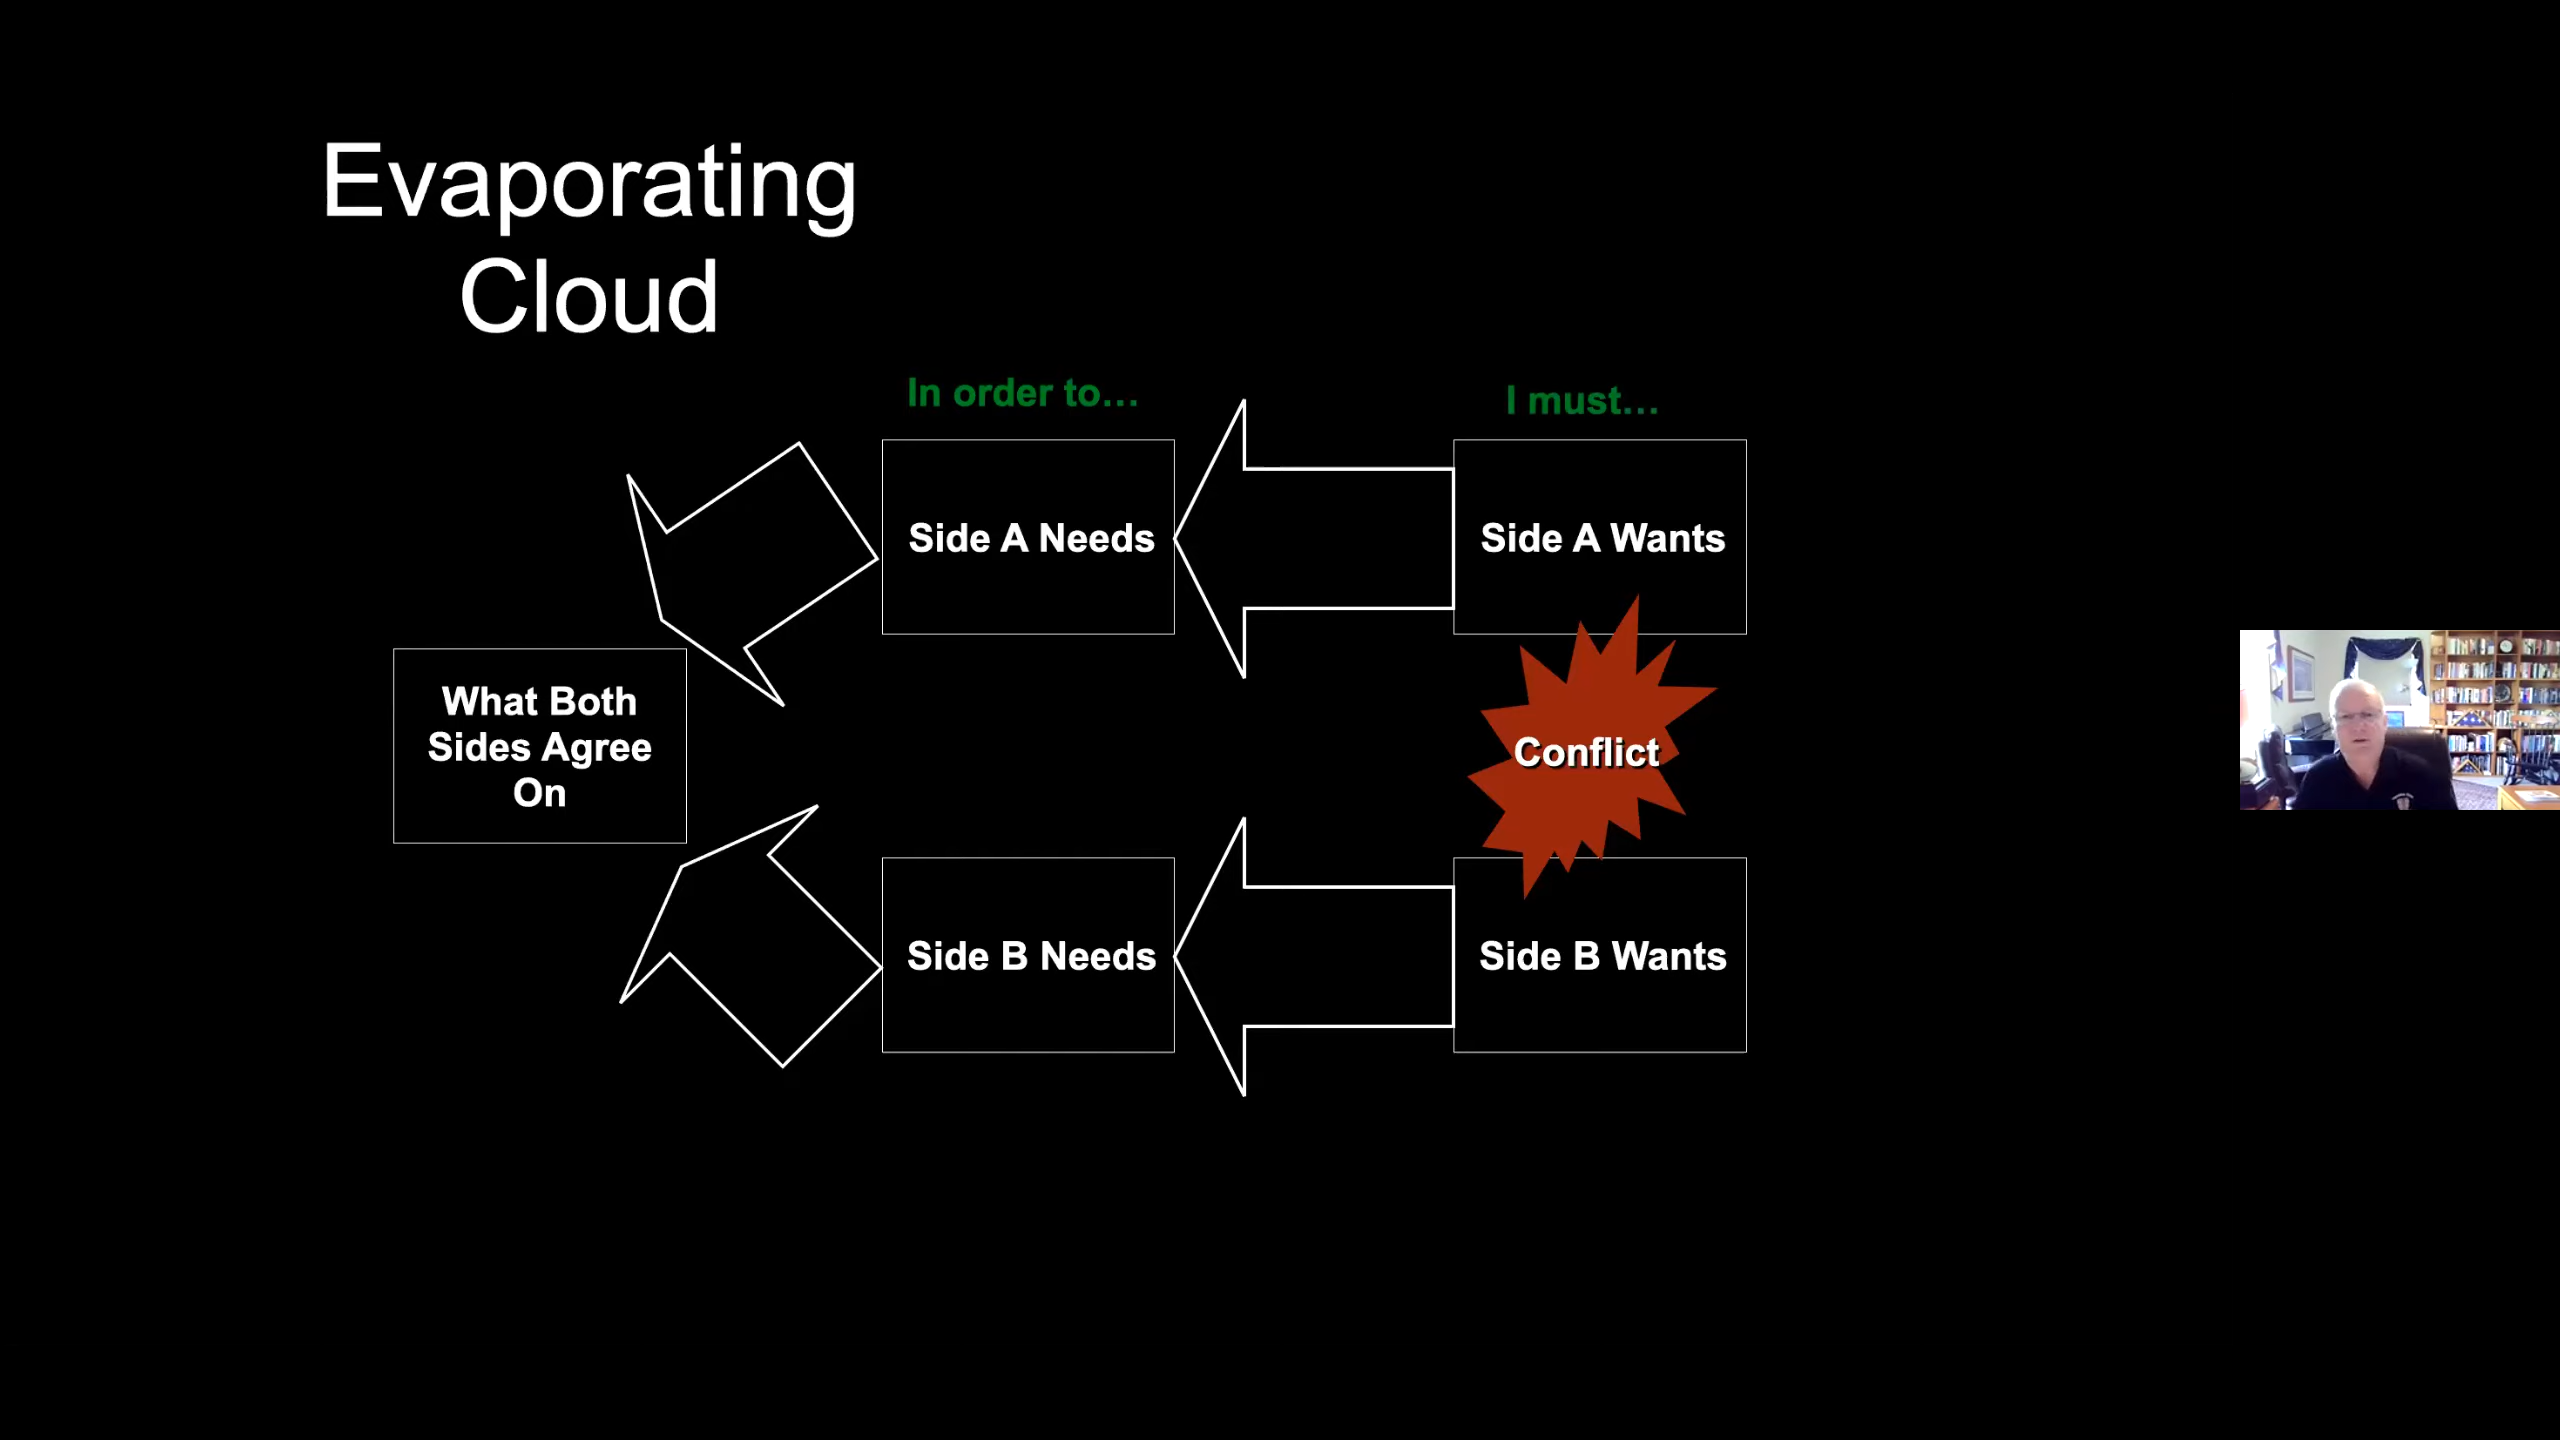 Evaporating
Cloud
In order to…
I must…
Side A Needs
Side A Wants
What Both
Sides Agree
On
Conflict
Side B Needs
Side B Wants